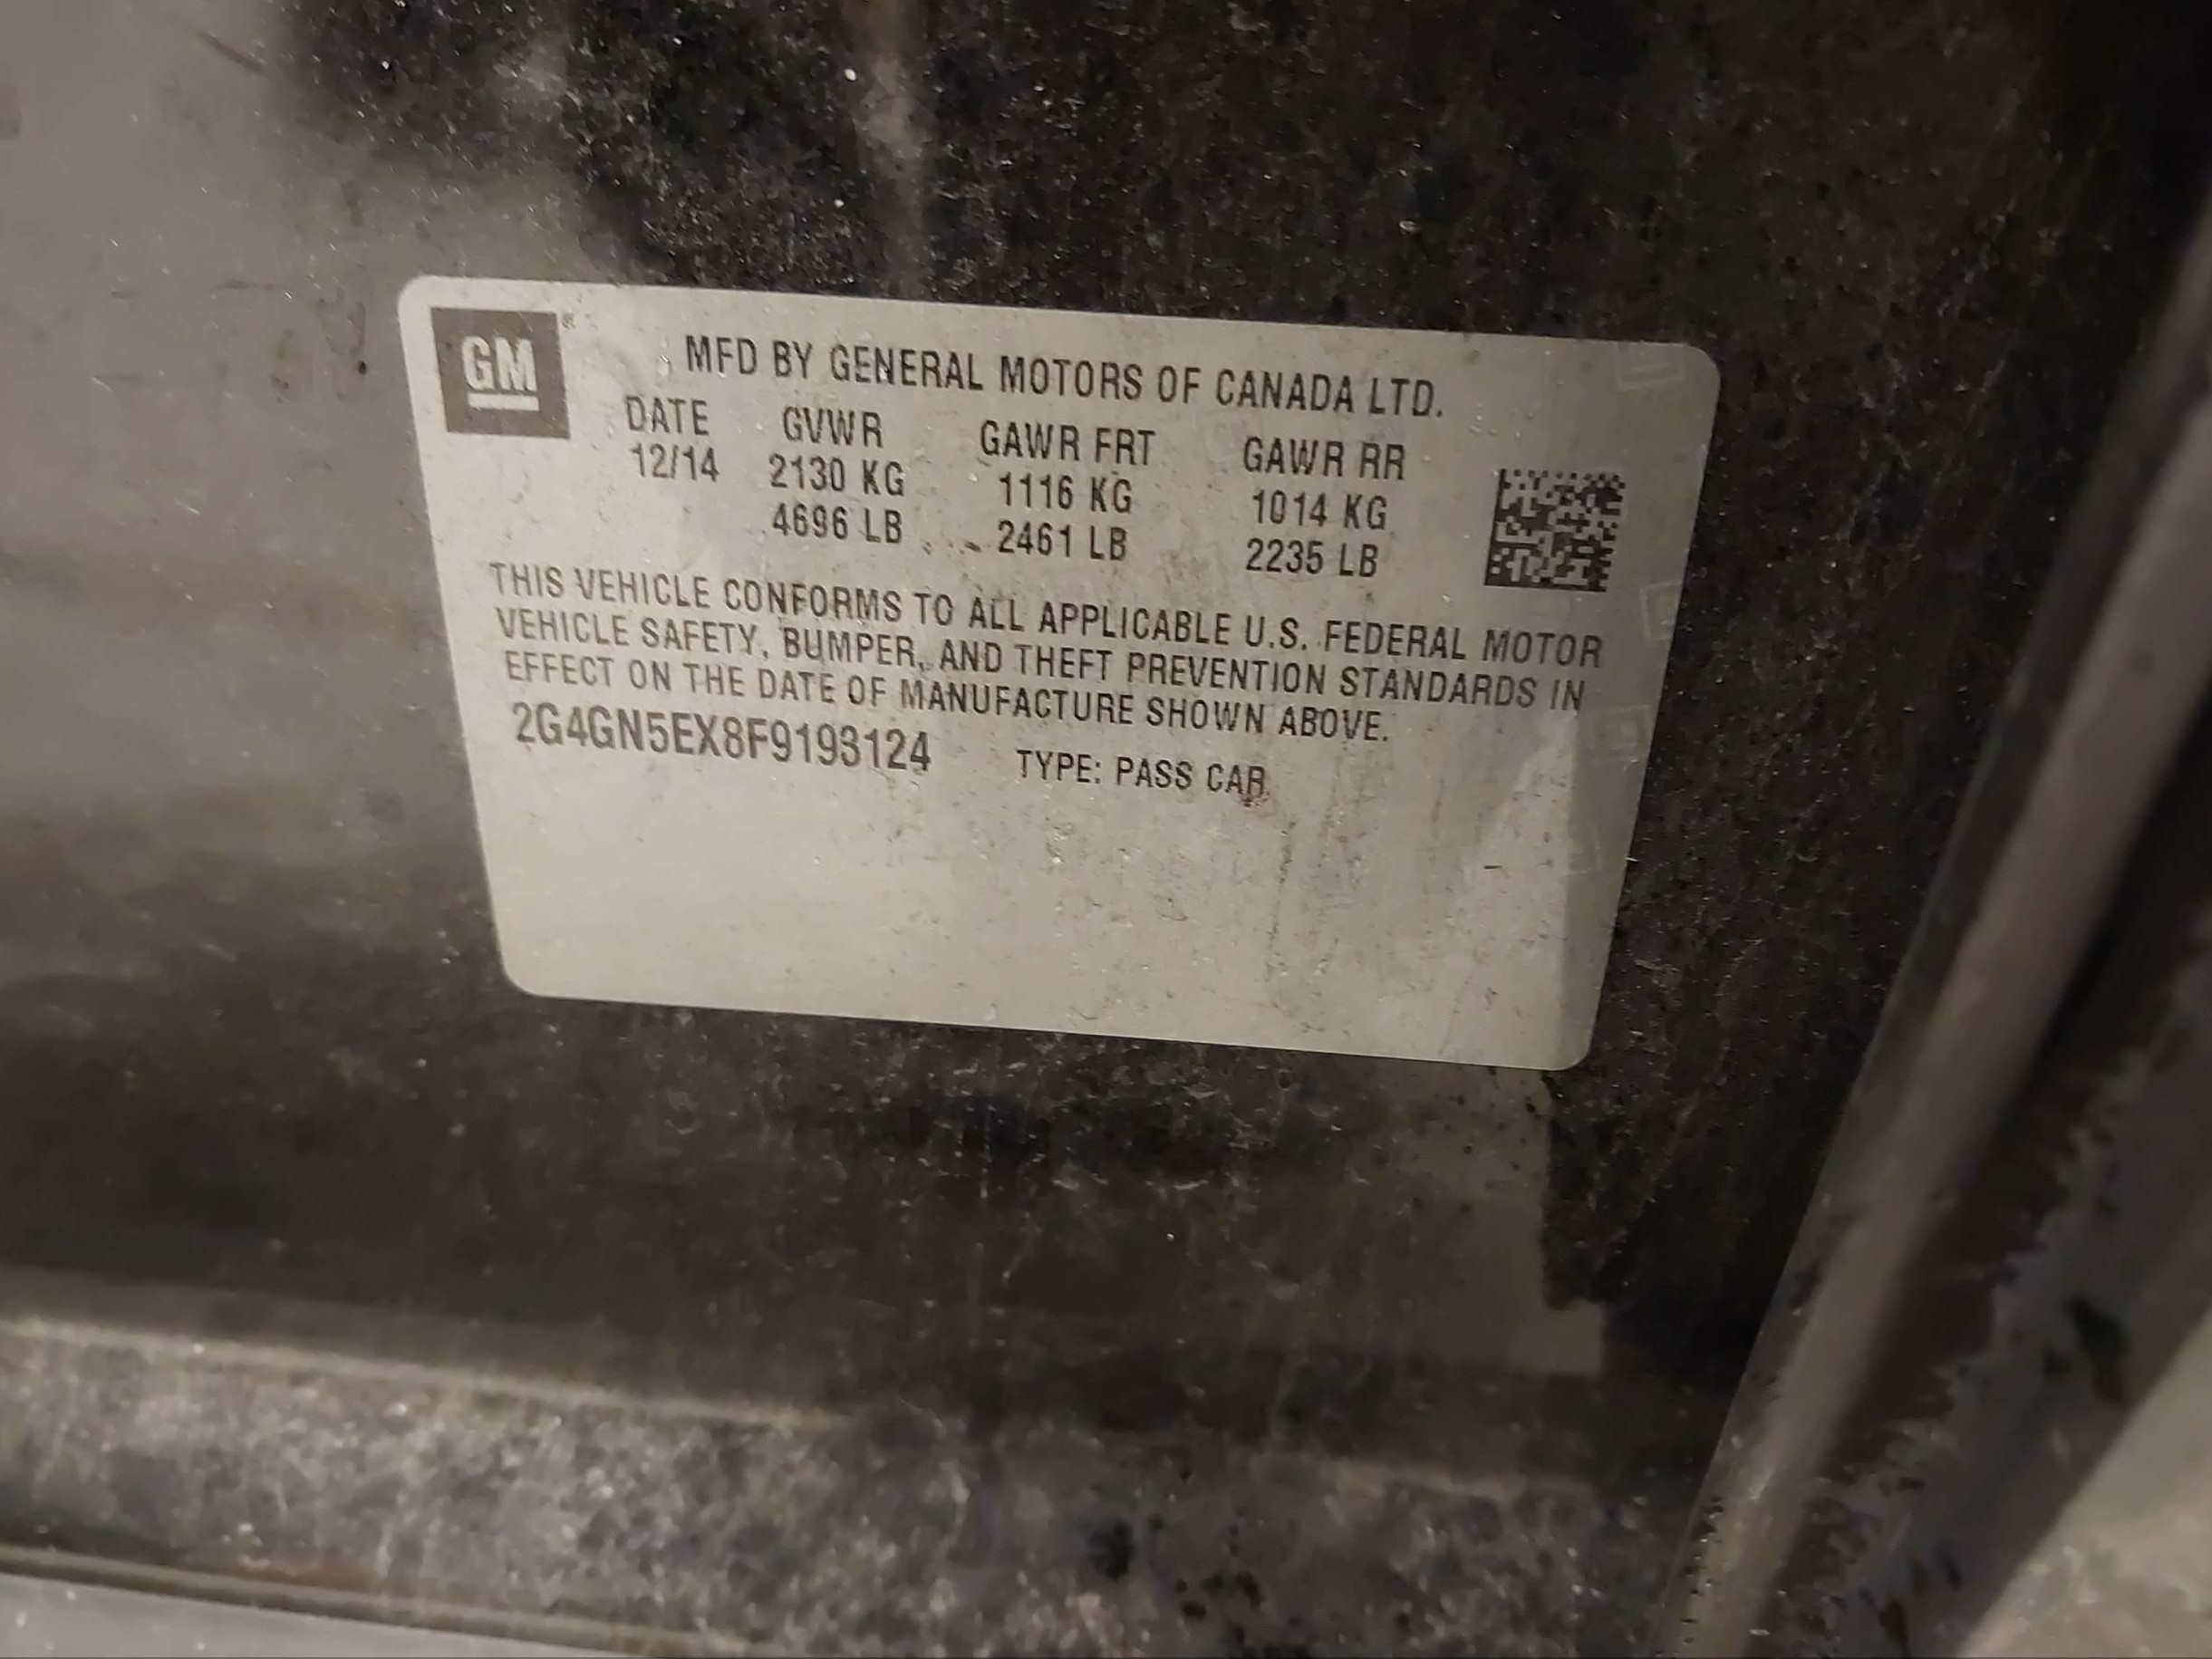 GM ®
MFD BY GENERAL MOTORS OF CANADA LTD.
DATE GVWR GAWR FRT GAWR RR
12/14 2130 KG 1116 KG 1014 KG
4696 LB 2461 LB 2235 LB
THIS VEHICLE CONFORMS TO ALL APPLICABLE U.S. FEDERAL MOTOR
VEHICLE SAFETY, BUMPER, AND THEFT PREVENTION STANDARDS IN
EFFECT ON THE DATE OF MANUFACTURE SHOWN ABOVE.
2G4GN5EX8F9193124 TYPE: PASS CAR